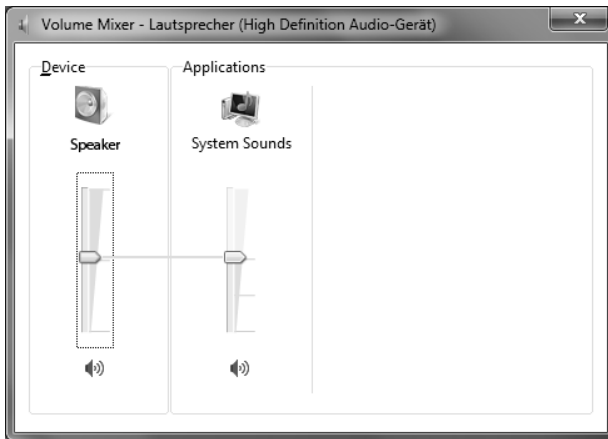 Volume Mixer - Lautsprecher (High Definition Audio-Gerät)
Device
Applications
Speaker
System Sounds